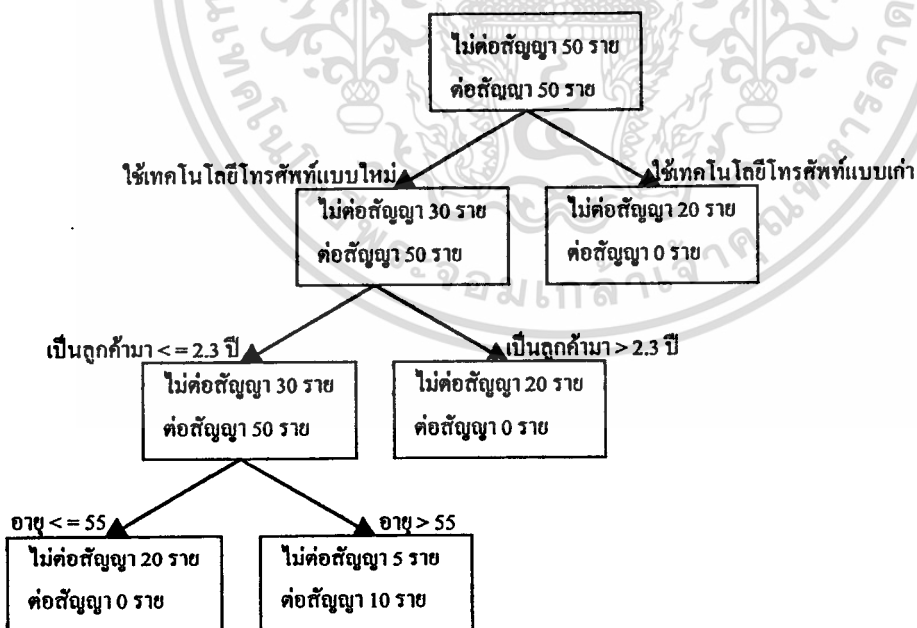 ไม่ต่อสัญญา 50 ราย
ต่อสัญญา 50 ราย
ใช้เทคโนโลยีโทรศัพท์แบบใหม่
ใช้เทคโนโลยีโทรศัพท์แบบเก่า
ไม่ต่อสัญญา 30 ราย
ต่อสัญญา 50 ราย
ไม่ต่อสัญญา 20 ราย
ต่อสัญญา 0 ราย
เป็นลูกค้ามา < = 2.3 ปี
เป็นลูกค้ามา > 2.3 ปี
ไม่ต่อสัญญา 30 ราย
ต่อสัญญา 50 ราย
ไม่ต่อสัญญา 20 ราย
ต่อสัญญา 0 ราย
อายุ < = 55
อายุ > 55
ไม่ต่อสัญญา 20 ราย
ต่อสัญญา 0 ราย
ไม่ต่อสัญญา 5 ราย
ต่อสัญญา 10 ราย